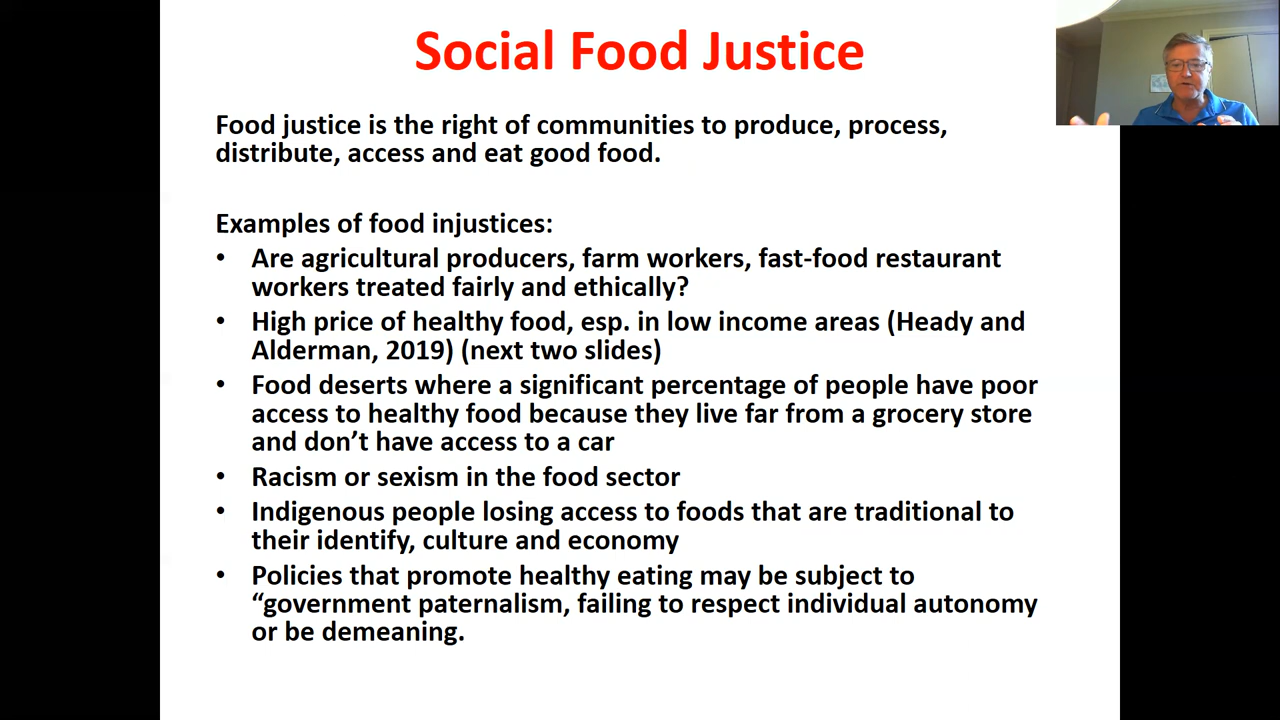 Social Food Justice
Food justice is the right of communities to produce, process,
distribute, access and eat good food.
Examples of food injustices:
• Are agricultural producers, farm workers, fast-food restaurant
workers treated fairly and ethically?
• High price of healthy food, esp. in low income areas (Heady and
Alderman, 2019) (next two slides)
• Food deserts where a significant percentage of people have poor
access to healthy food because they live far from a grocery store
and don’t have access to a car
• Racism or sexism in the food sector
• Indigenous people losing access to foods that are traditional to
their identify, culture and economy
• Policies that promote healthy eating may be subject to
“government paternalism, failing to respect individual autonomy
or be demeaning.